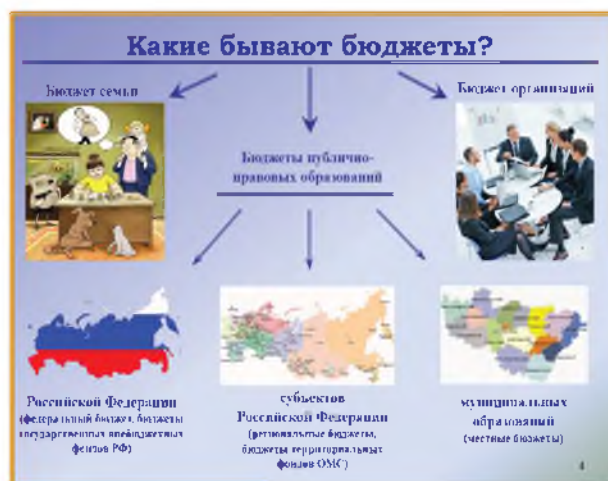 Какие бывают бюджеты?
Бюджет семьи
Бюджет организаций
Бюджеты публично-
правовых образований
Российской Федерации
(федеральный бюджет, бюджеты
государственных внебюджетных
фондов РФ)
субъектов
Российской Федерации
(региональные бюджеты,
бюджеты территориальных
фондов ОМС)
муниципальных
образований
(местные бюджеты)
4